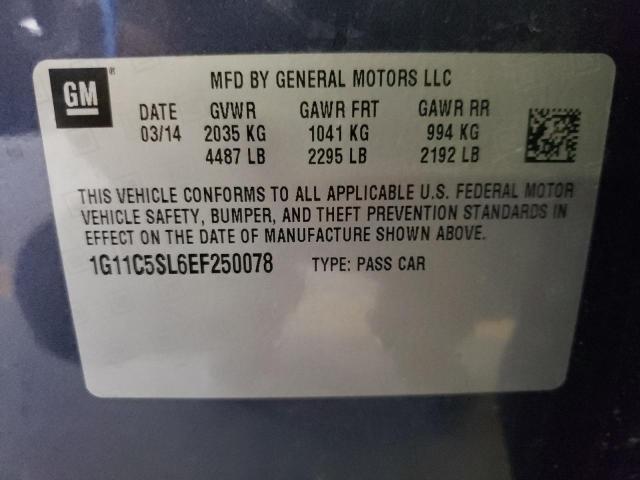 GM®
MFD BY GENERAL MOTORS LLC
DATE GVWR GAWR FRT GAWR RR
03/14 2035 KG 1041 KG 994 KG
4487 LB 2295 LB 2192 LB
THIS VEHICLE CONFORMS TO ALL APPLICABLE U.S. FEDERAL MOTOR
VEHICLE SAFETY, BUMPER, AND THEFT PREVENTION STANDARDS IN
EFFECT ON THE DATE OF MANUFACTURE SHOWN ABOVE.
1G11C5SL6EF250078 TYPE: PASS CAR